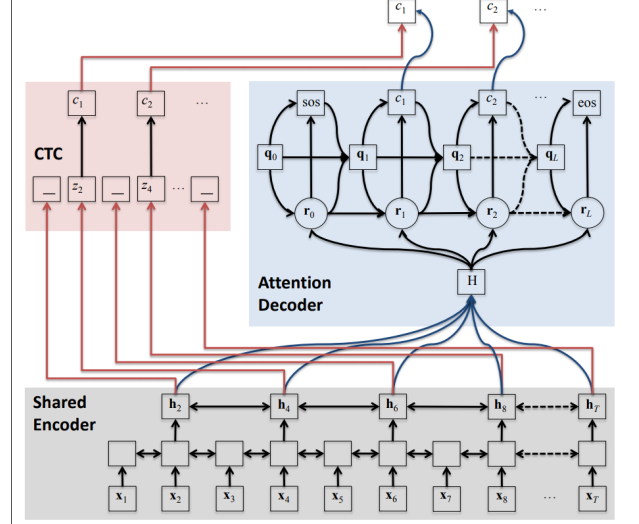 c1 c2 ...
c1 c2 ...
CTC
_ z2 _ z4 ... _
sos c1 c2 ... eos
q0 q1 q2 qL
r0 r1 r2 rL
Attention
Decoder
H
Shared
Encoder
h2 h4 h6 h8 hT
x1 x2 x3 x4 x5 x6 x7 x8 ... xT